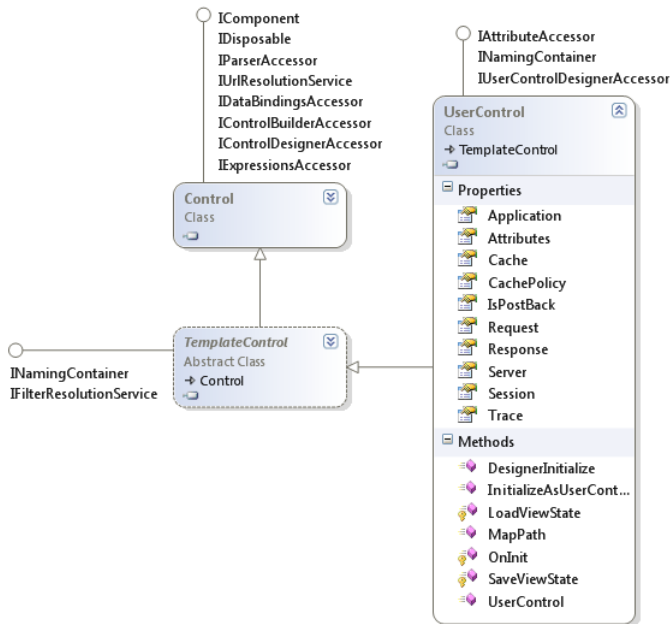 IComponent
IDisposable
IParserAccessor
IUrlResolutionService
IDataBindingsAccessor
IControlBuilderAccessor
IControlDesignerAccessor
IExpressionsAccessor
Control
Class
TemplateControl
Abstract Class
Control
INamingContainer
IFilterResolutionService
IAttributeAccessor
INamingContainer
IUserControlDesignerAccessor
UserControl
Class
TemplateControl
Properties
Application
Attributes
Cache
CachePolicy
IsPostBack
Request
Response
Server
Session
Trace
Methods
DesignerInitialize
InitializeAsUserCont...
LoadViewState
MapPath
OnInit
SaveViewState
UserControl